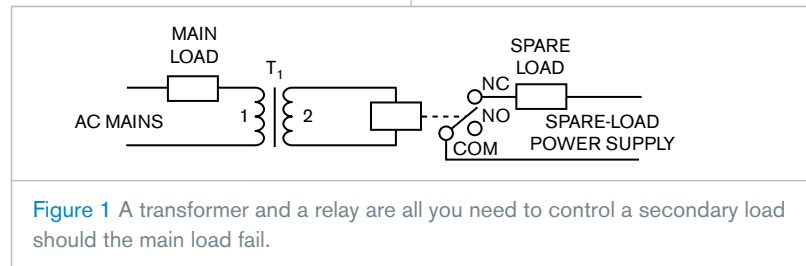 MAIN
LOAD
T1
SPARE
LOAD
NC
1
2
NO
AC MAINS
SPARE-LOAD
POWER SUPPLY
COM
Figure 1 A transformer and a relay are all you need to control a secondary load
should the main load fail.